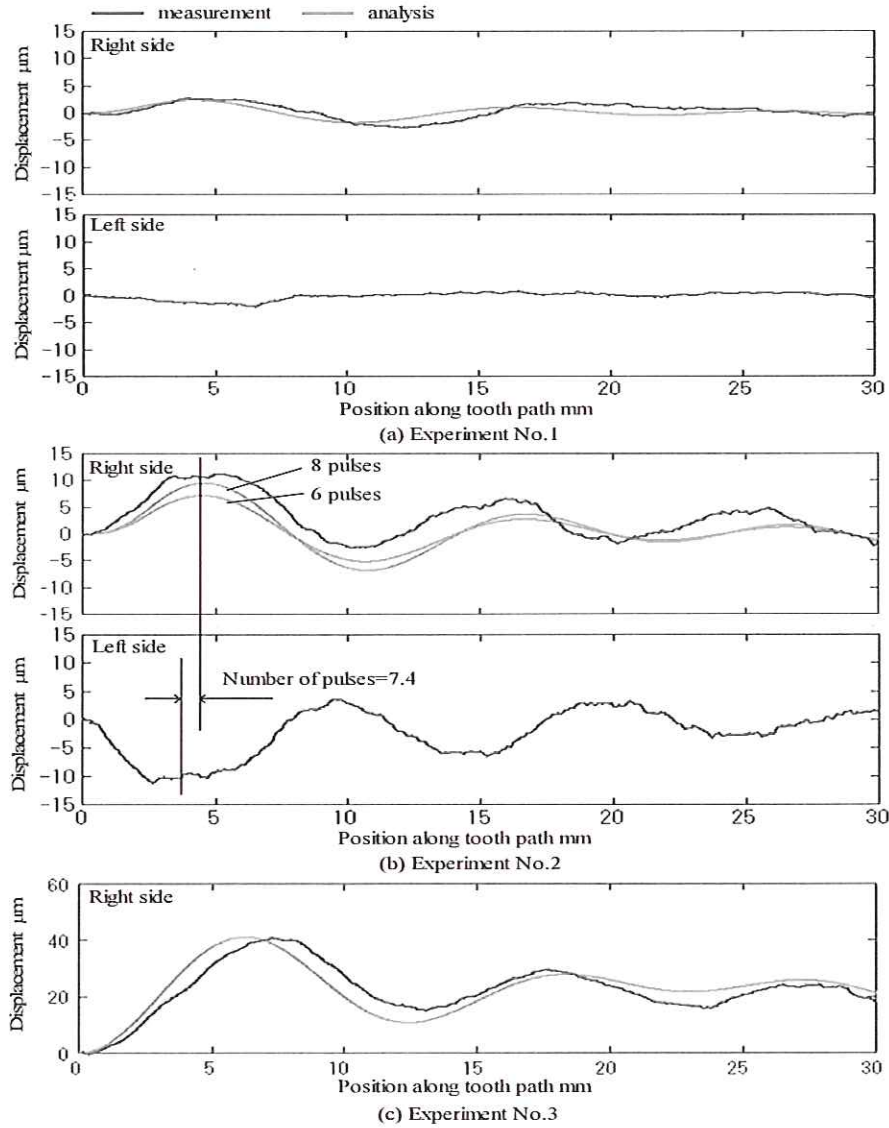 measurement analysis
Right side
Displacement μm
15
10
5
0
-5
-10
-15
Left side
Displacement μm
15
10
5
0
-5
-10
-15
0 5 10 15 20 25 30
Position along tooth path mm
(a) Experiment No.1
Right side
8 pulses
6 pulses
Displacement μm
15
10
5
0
-5
-10
-15
Left side
Number of pulses=7.4
Displacement μm
15
10
5
0
-5
-10
-15
0 5 10 15 20 25 30
Position along tooth path mm
(b) Experiment No.2
Right side
Displacement μm
60
40
20
0
0 5 10 15 20 25 30
Position along tooth path mm
(c) Experiment No.3